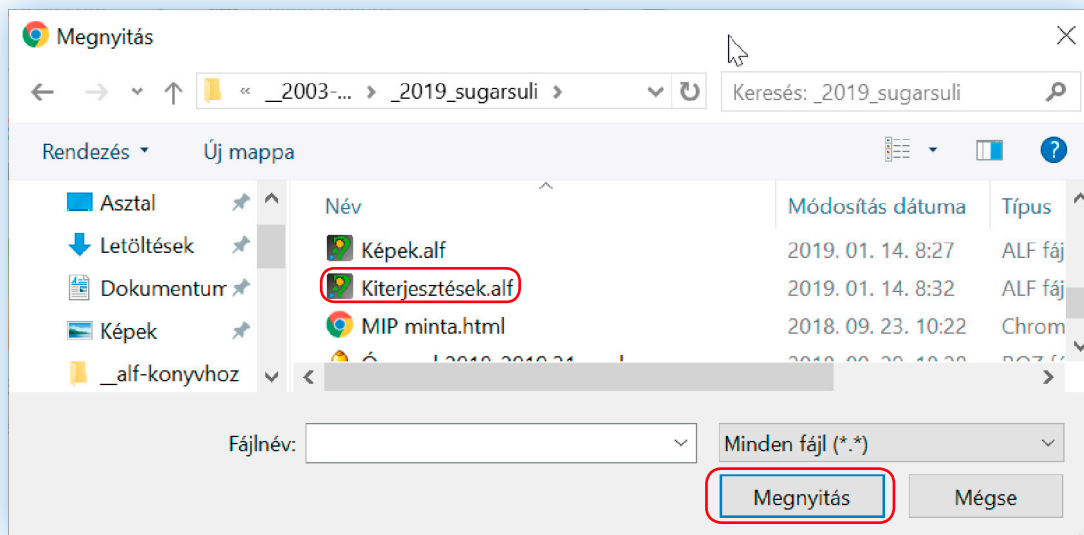 Megnyitás
« __2003-... > _2019_sugarsuli >
Keresés: _2019_sugarsuli
Rendezés
Új mappa
Asztal
Letöltések
Dokumentum
Képek
__alf-konyvhoz
Név Módosítás dátuma Típus
Képek.alf 2019. 01. 14. 8:27 ALF fáj
Kiterjesztések.alf 2019. 01. 14. 8:32 ALF fáj
MIP minta.html 2018. 09. 23. 10:22 Chrom
Fájlnév:
Minden fájl (*.*)
Megnyitás
Mégse